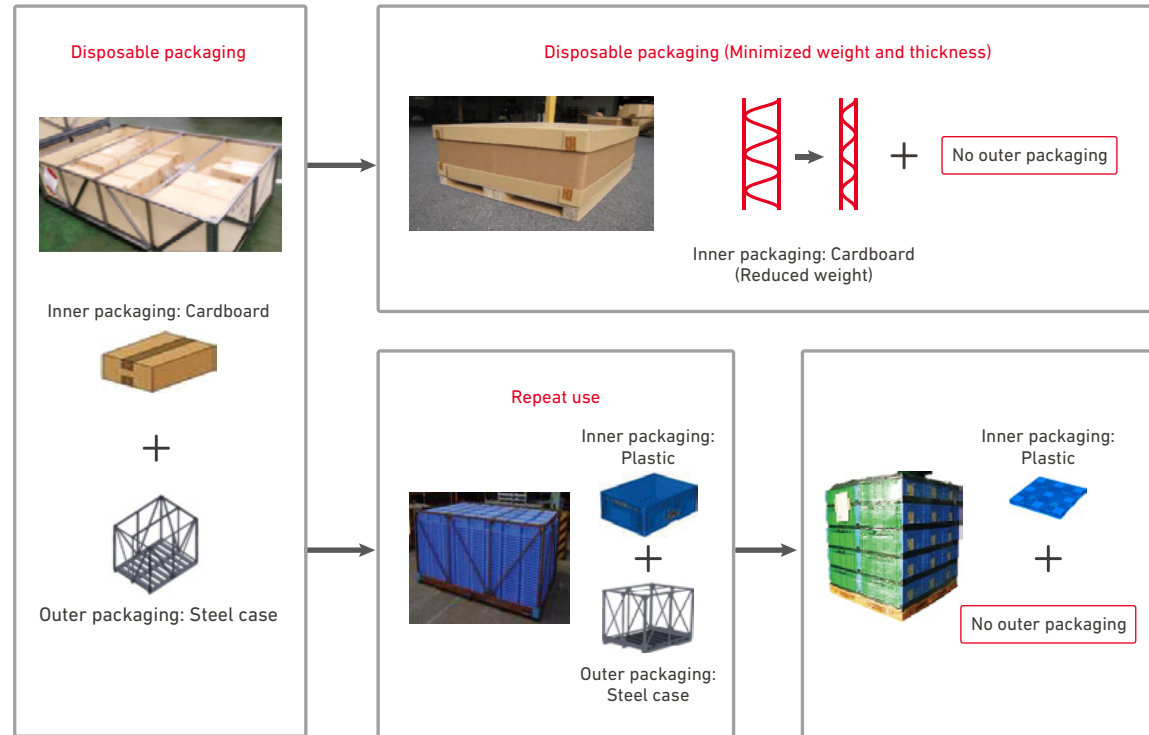 Disposable packaging
Inner packaging: Cardboard
+
Outer packaging: Steel case
Disposable packaging (Minimized weight and thickness)
+
No outer packaging
Inner packaging: Cardboard
(Reduced weight)
Repeat use
Inner packaging:
Plastic
+
Outer packaging:
Steel case
Inner packaging:
Plastic
+
No outer packaging